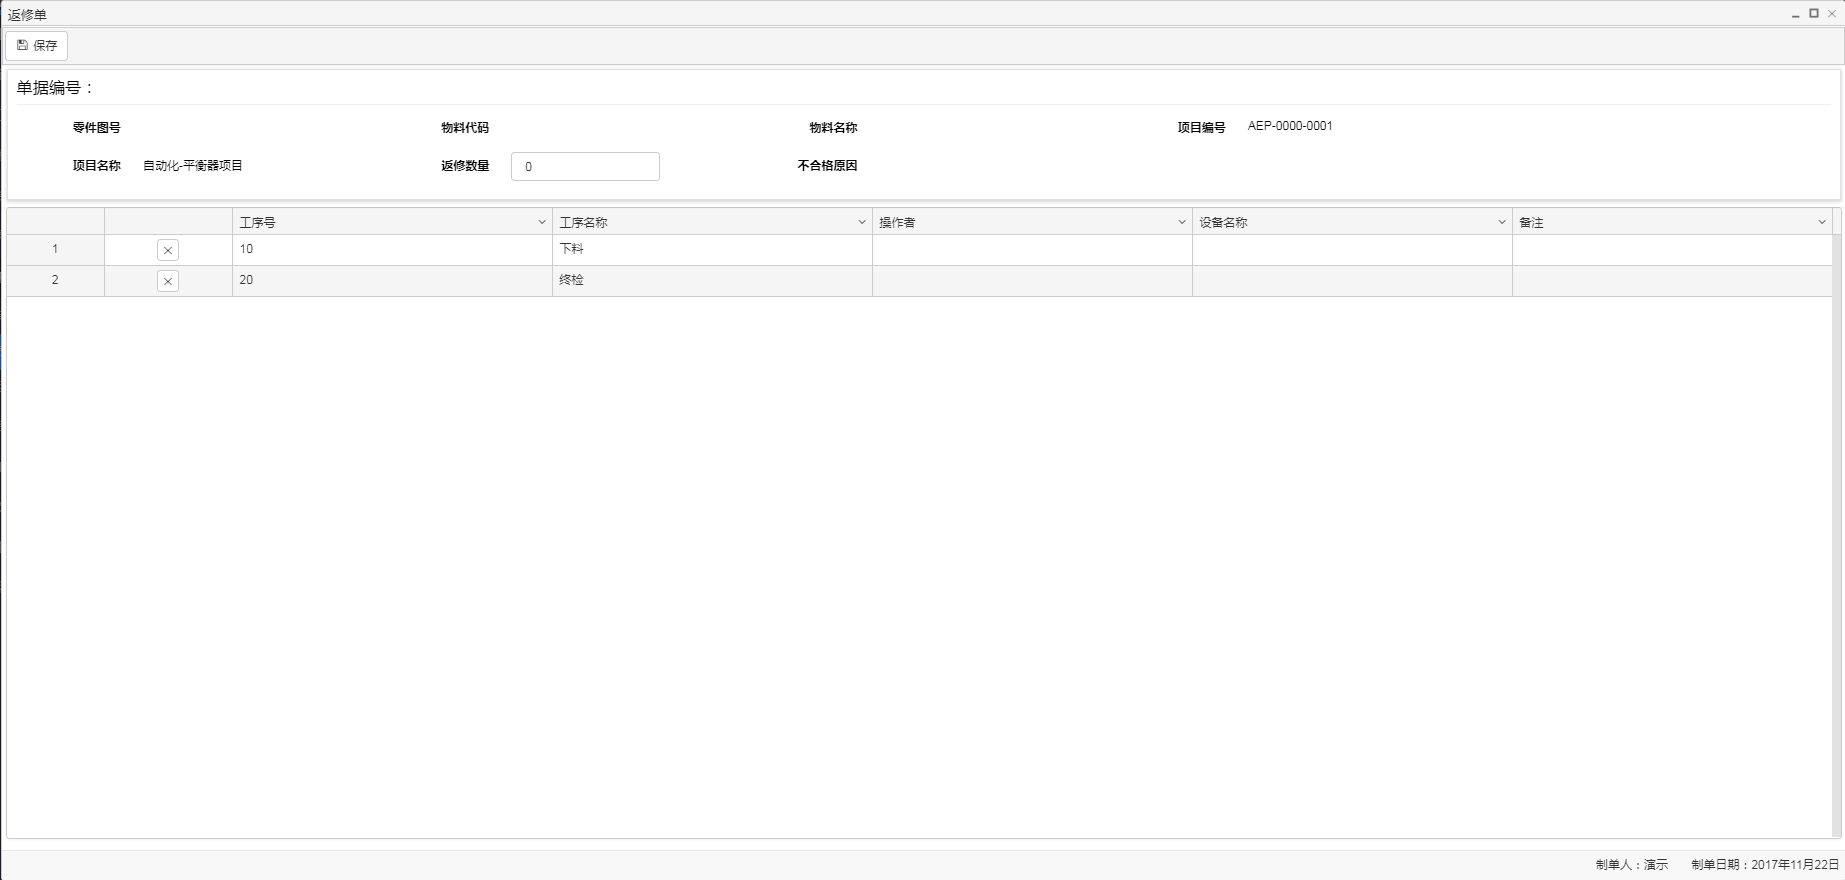 返修单
保存
单据编号：
零件图号 物料代码 物料名称 项目编号 AEP-0000-0001
项目名称 自动化-平衡器项目 返修数量 0 不合格原因
工序号 工序名称 操作者 设备名称 备注
1 10 下料
2 20 终检
制单人：演示 制单日期：2017年11月22日